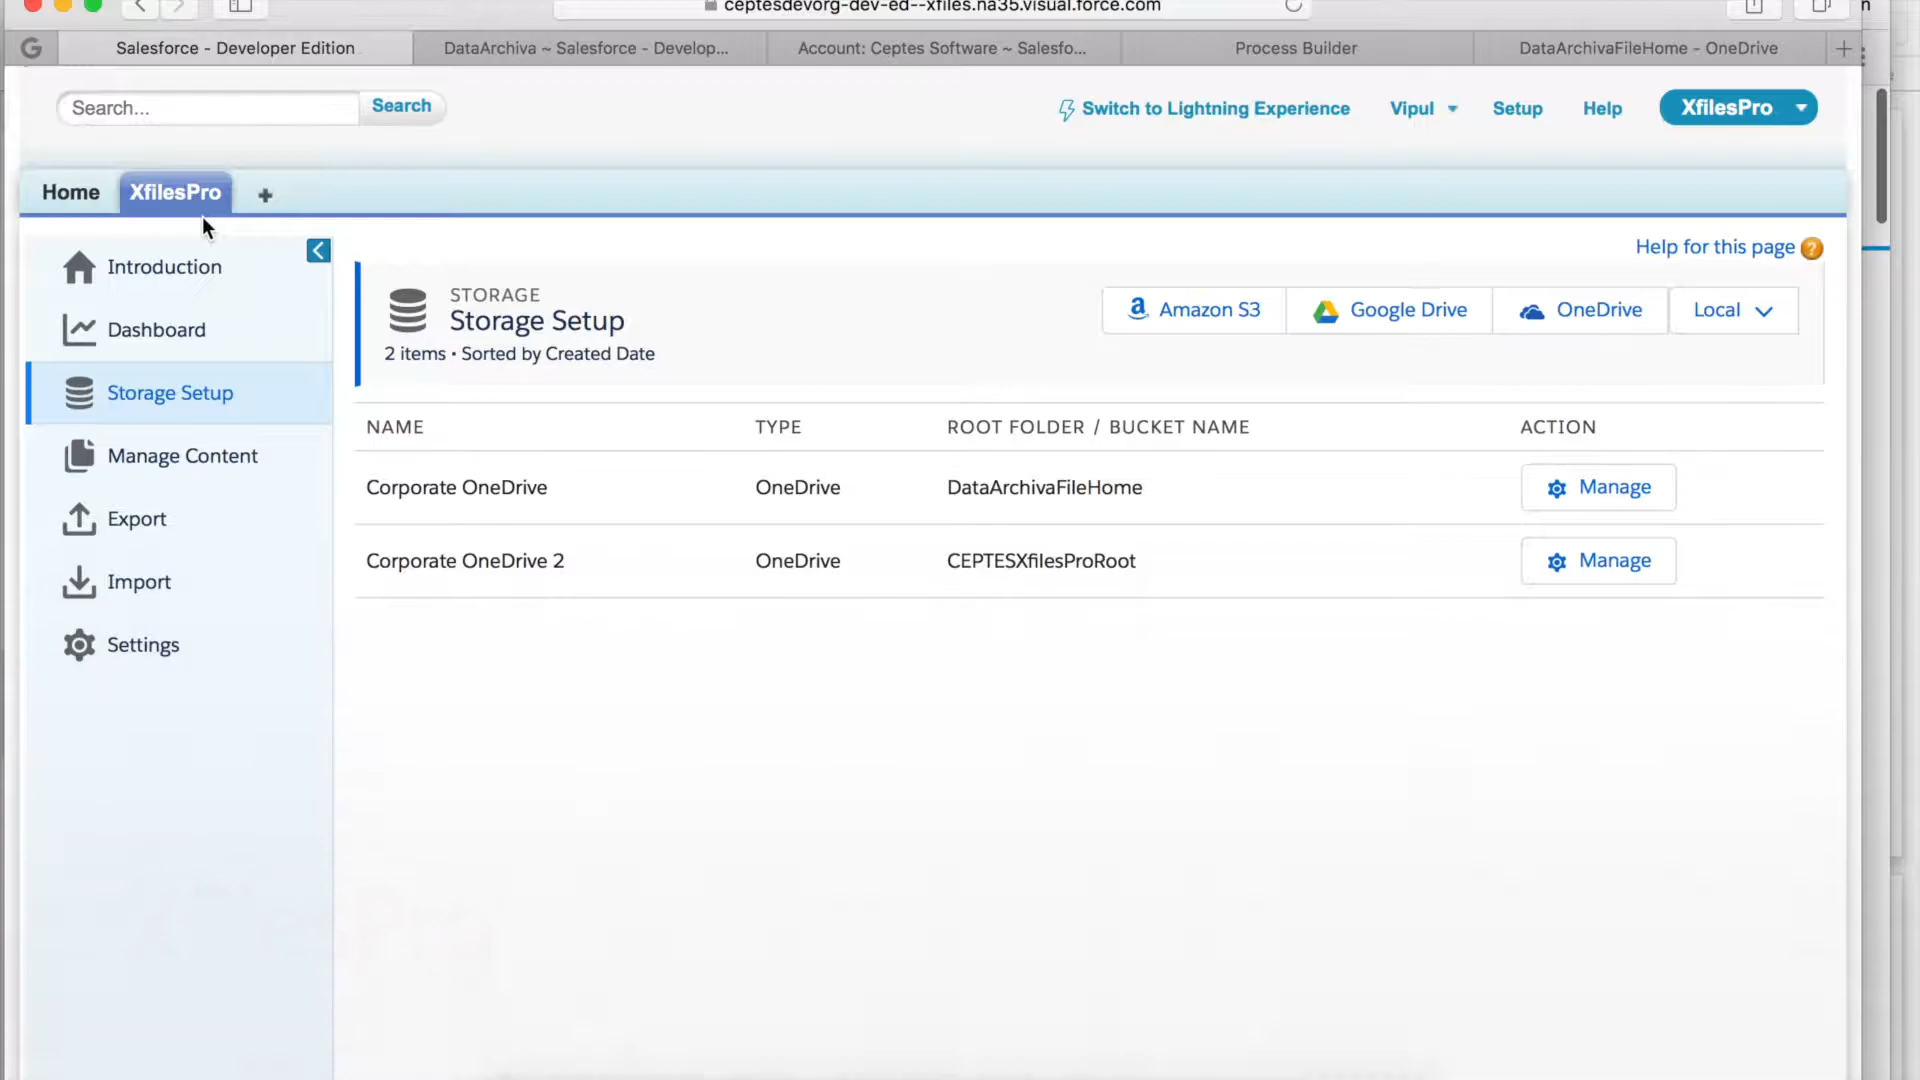 ceptesdevorg-dev-ed--xfiles.na35.visual.force.com
Salesforce - Developer Edition
DataArchiva ~ Salesforce - Develop...
Account: Ceptes Software ~ Salesfo...
Process Builder
DataArchivaFileHome - OneDrive
Search...
Search
Switch to Lightning Experience
Vipul
Setup
Help
XfilesPro
Home
XfilesPro
Help for this page
Introduction
Dashboard
Storage Setup
Manage Content
Export
Import
Settings
STORAGE
Storage Setup
2 items • Sorted by Created Date
Amazon S3
Google Drive
OneDrive
Local
NAME TYPE ROOT FOLDER / BUCKET NAME ACTION
Corporate OneDrive OneDrive DataArchivaFileHome Manage
Corporate OneDrive 2 OneDrive CEPTESXfilesProRoot Manage